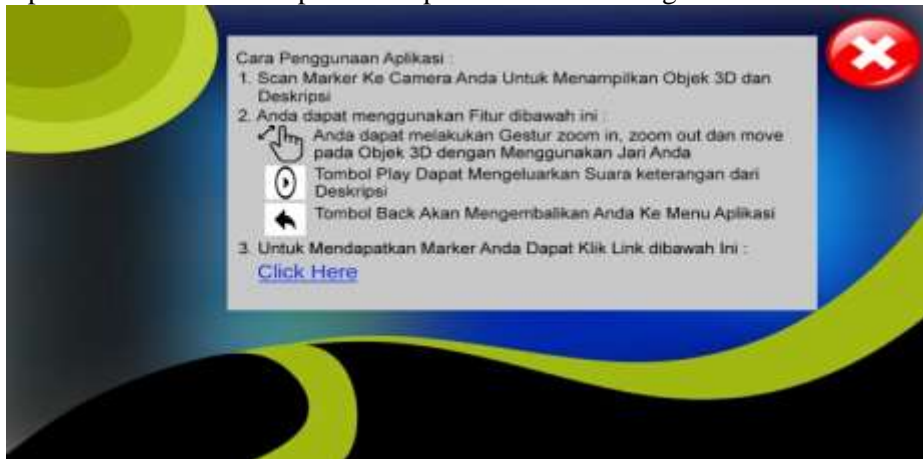 Cara Penggunaan Aplikasi :
1. Scan Marker Ke Camera Anda Untuk Menampilkan Objek 3D dan
Deskripsi
2. Anda dapat menggunakan Fitur dibawah ini :
Anda dapat melakukan Gestur zoom in, zoom out dan move
pada Objek 3D dengan Menggunakan Jari Anda
Tombol Play Dapat Mengeluarkan Suara keterangan dari
Deskripsi
Tombol Back Akan Mengembalikan Anda Ke Menu Aplikasi
3. Untuk Mendapatkan Marker Anda Dapat Klik Link dibawah Ini :
Click Here